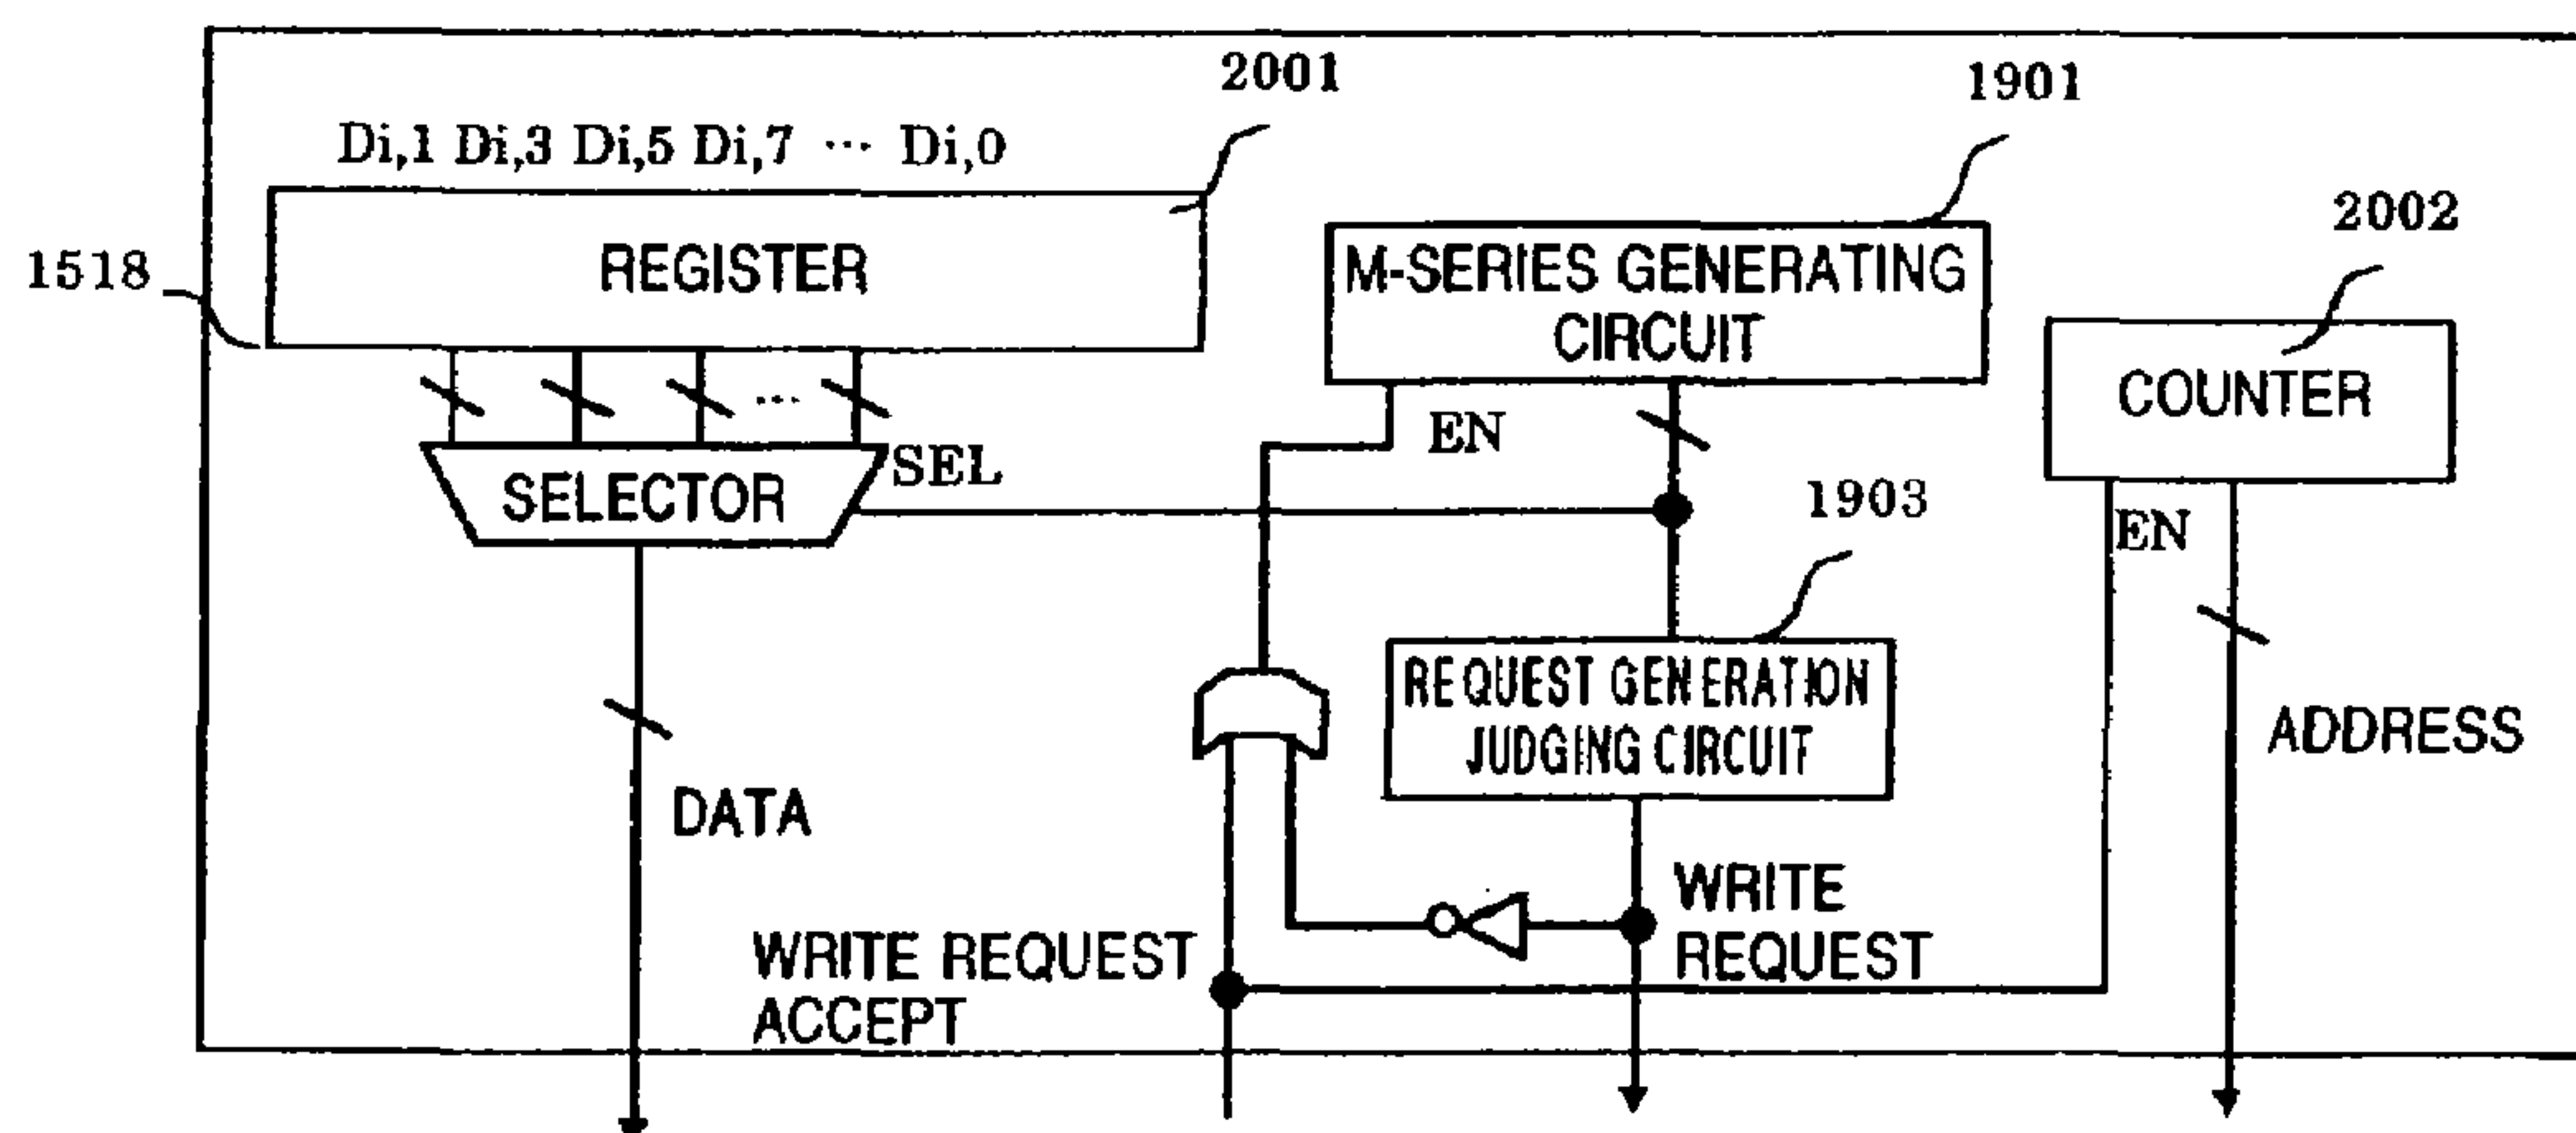 2001
1901
Di,1 Di,3 Di,5 Di,7 ··· Di,0
2002
1518
REGISTER
M-SERIES GENERATING
CIRCUIT
COUNTER
...
EN
SEL
SELECTOR
1903
EN
REQUEST GENERATION
JUDGING CIRCUIT
ADDRESS
DATA
WRITE
REQUEST
WRITE REQUEST
ACCEPT